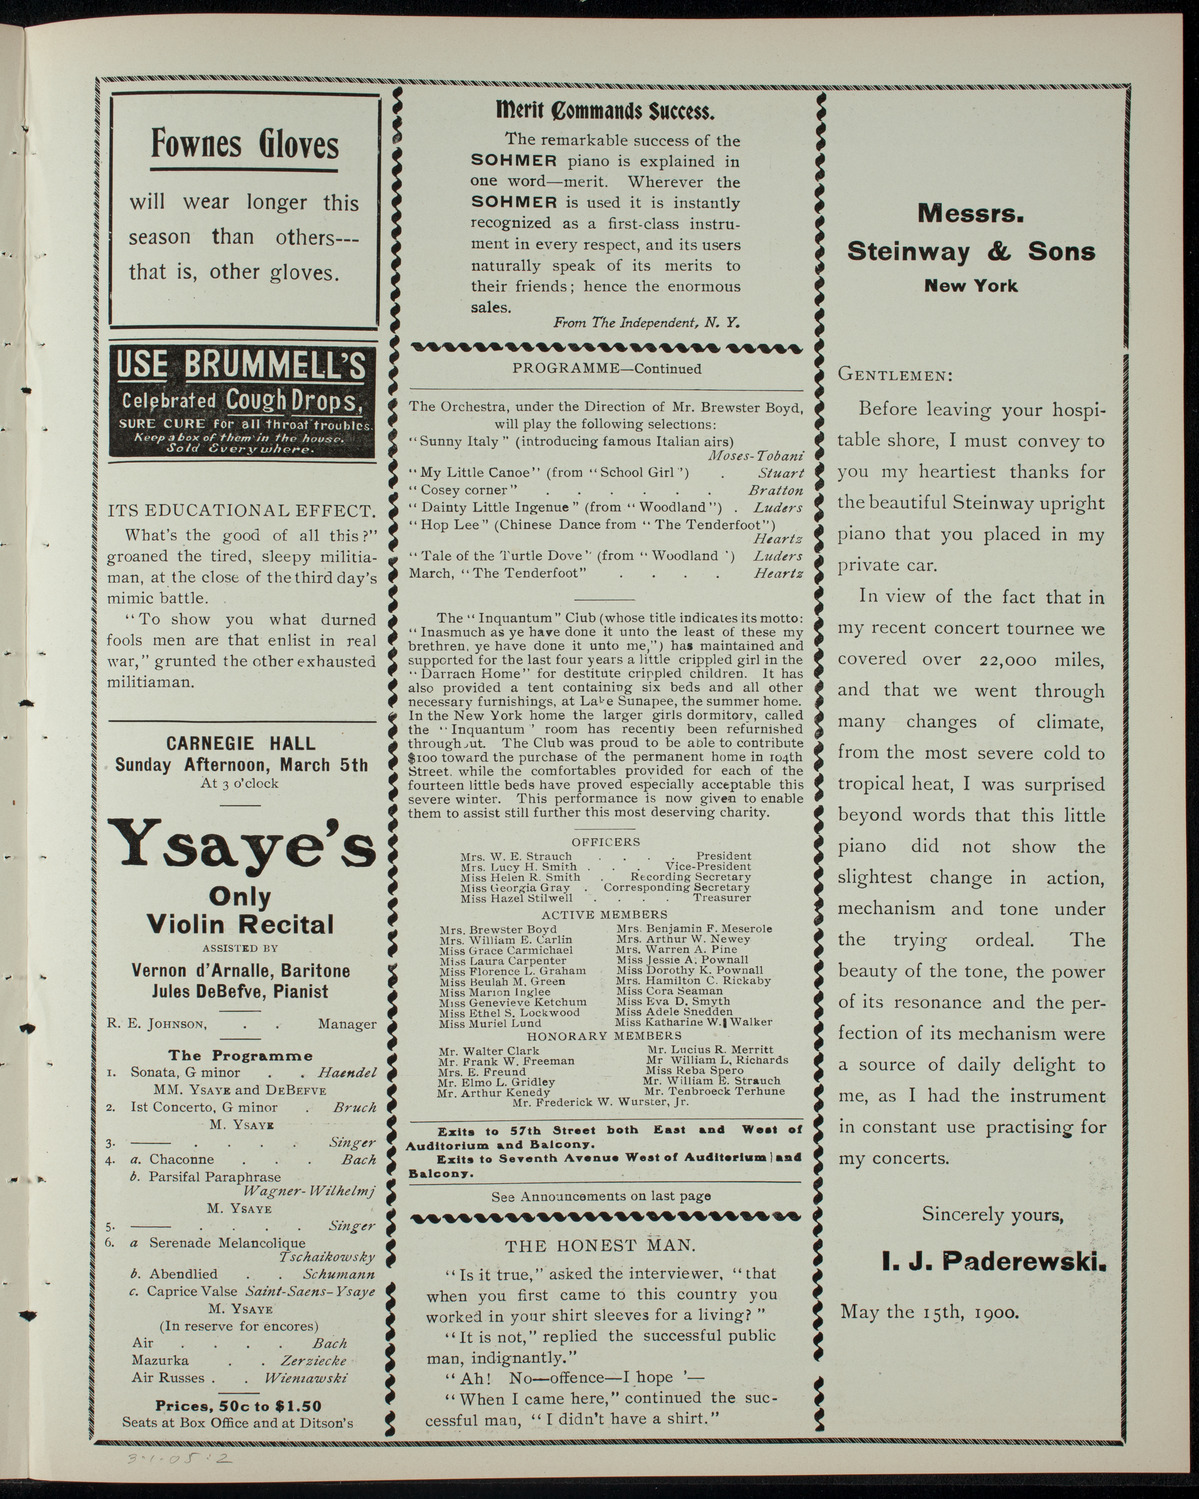 Fownes Gloves
will wear longer this
season than others---
that is, other gloves.
USE BRUMMELL'S
Celebrated Cough Drops,
SURE CURE for all throat troubles.
Keep a box of them in the house.
Sold Everywhere.
ITS EDUCATIONAL EFFECT.
What's the good of all this?"
groaned the tired, sleepy militia-
man, at the close of the third day's
mimic battle.
"To show you what durned
fools men are that enlist in real
war," grunted the other exhausted
militiaman.
CARNEGIE HALL
Sunday Afternoon, March 5th
At 3 o'clock
Ysaye's
Only
Violin Recital
ASSISTED BY
Vernon d'Arnalle, Baritone
Jules DeBefve, Pianist
R. E. JOHNSON, . . Manager
The Programme
1. Sonata, G minor . . Haendel
MM. YSAYE and DEBEFVE
2. Ist Concerto, G minor . Bruch
M. YSAYE
3. —— . . . . Singer
4. a. Chaconne . . . Bach
b. Parsifal Paraphrase
Wagner-Wilhelmj
M. YSAYE
5. —— . . . . Singer
6. a Serenade Melancolique
Tschaikowsky
b. Abendlied . . Schumann
c. Caprice Valse Saint-Saens-Ysaye
M. YSAYE
(In reserve for encores)
Air . . . . Bach
Mazurka . . Zerziecke
Air Russes . . Wieniawski
Prices, 50c to $1.50
Seats at Box Office and at Ditson's
Merit Commands Success.
The remarkable success of the
SOHMER piano is explained in
one word—merit. Wherever the
SOHMER is used it is instantly
recognized as a first-class instru-
ment in every respect, and its users
naturally speak of its merits to
their friends; hence the enormous
sales.
From The Independent, N. Y.
PROGRAMME—Continued
The Orchestra, under the Direction of Mr. Brewster Boyd,
will play the following selections:
"Sunny Italy" (introducing famous Italian airs)
Moses-Tobani
"My Little Canoe" (from "School Girl') . Stuart
"Cosey corner" . . . . . . Bratton
"Dainty Little Ingenue" (from "Woodland") . Luders
"Hop Lee" (Chinese Dance from "The Tenderfoot")
Heartz
"Tale of the Turtle Dove" (from "Woodland') Luders
March, "The Tenderfoot" . . . . Heartz
The "Inquantum" Club (whose title indicates its motto:
"Inasmuch as ye have done it unto the least of these my
brethren, ye have done it unto me,") has maintained and
supported for the last four years a little crippled girl in the
"Darrach Home" for destitute crippled children. It has
also provided a tent containing six beds and all other
necessary furnishings, at Lake Sunapee, the summer home.
In the New York home the larger girls dormitory, called
the "Inquantum' room has recently been refurnished
throughout. The Club was proud to be able to contribute
$100 toward the purchase of the permanent home in 104th
Street. while the comfortables provided for each of the
fourteen little beds have proved especially acceptable this
severe winter. This performance is now given to enable
them to assist still further this most deserving charity.
OFFICERS
Mrs. W. E. Strauch . . . . President
Mrs. Lucy H. Smith . . . Vice-President
Miss Helen R. Smith . Recording Secretary
Miss Georgia Gray . Corresponding Secretary
Miss Hazel Stilwell . . . . Treasurer
ACTIVE MEMBERS
Mrs. Brewster Boyd
Mrs. William E. Carlin
Miss Grace Carmichael
Miss Laura Carpenter
Miss Florence L. Graham
Miss Beulah M. Green
Miss Marion Inglee
Miss Genevieve Ketchum
Miss Ethel S. Lockwood
Miss Muriel Lund
Mrs. Benjamin F. Meserole
Mrs. Arthur W. Newey
Mrs. Warren A. Pine
Miss Jessie A. Pownall
Miss Dorothy K. Pownall
Mrs. Hamilton C. Rickaby
Miss Cora Seaman
Miss Eva D. Smyth
Miss Adele Snedden
Miss Katharine W. Walker
HONORARY MEMBERS
Mr. Walter Clark
Mr. Frank W. Freeman
Mrs. E. Freund
Mr. Elmo L. Gridley
Mr. Arthur Kenedy
Mr. Lucius R. Merritt
Mr William L. Richards
Miss Reba Spero
Mr. William E. Strauch
Mr. Tenbroeck Terhune
Mr. Frederick W. Wurster, Jr.
Exits to 57th Street both East and West of
Auditorium and Balcony.
Exits to Seventh Avenue West of Auditorium and
Balcony.
See Announcements on last page
THE HONEST MAN.
"Is it true," asked the interviewer, "that
when you first came to this country you
worked in your shirt sleeves for a living?"
"It is not," replied the successful public
man, indignantly."
"Ah! No—offence—I hope '—
"When I came here," continued the suc-
cessful man, "I didn't have a shirt."
Messrs.
Steinway & Sons
New York
GENTLEMEN:
Before leaving your hospi-
table shore, I must convey to
you my heartiest thanks for
the beautiful Steinway upright
piano that you placed in my
private car.
In view of the fact that in
my recent concert tournee we
covered over 22,000 miles,
and that we went through
many changes of climate,
from the most severe cold to
tropical heat, I was surprised
beyond words that this little
piano did not show the
slightest change in action,
mechanism and tone under
the trying ordeal. The
beauty of the tone, the power
of its resonance and the per-
fection of its mechanism were
a source of daily delight to
me, as I had the instrument
in constant use practising for
my concerts.
Sincerely yours,
I. J. Paderewski.
May the 15th, 1900.
3-1-05:2